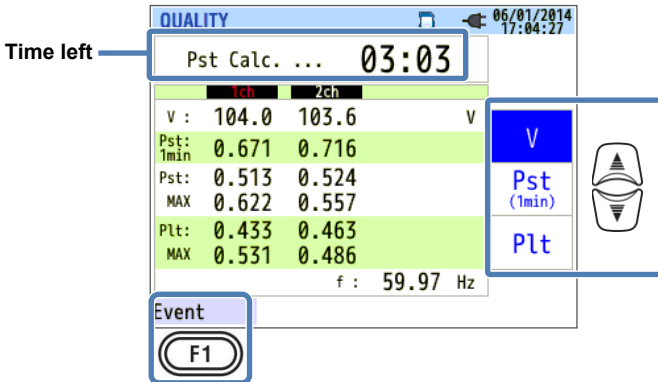 QUALITY
06/01/2014
17:04:27
Time left
Pst Calc. ... 03:03
1ch 2ch
V : 104.0 103.6 V
Pst: 1min 0.671 0.716
Pst: 0.513 0.524
MAX 0.622 0.557
Plt: 0.433 0.463
MAX 0.531 0.486
f : 59.97 Hz
V
Pst
(1min)
Plt
Event
F1